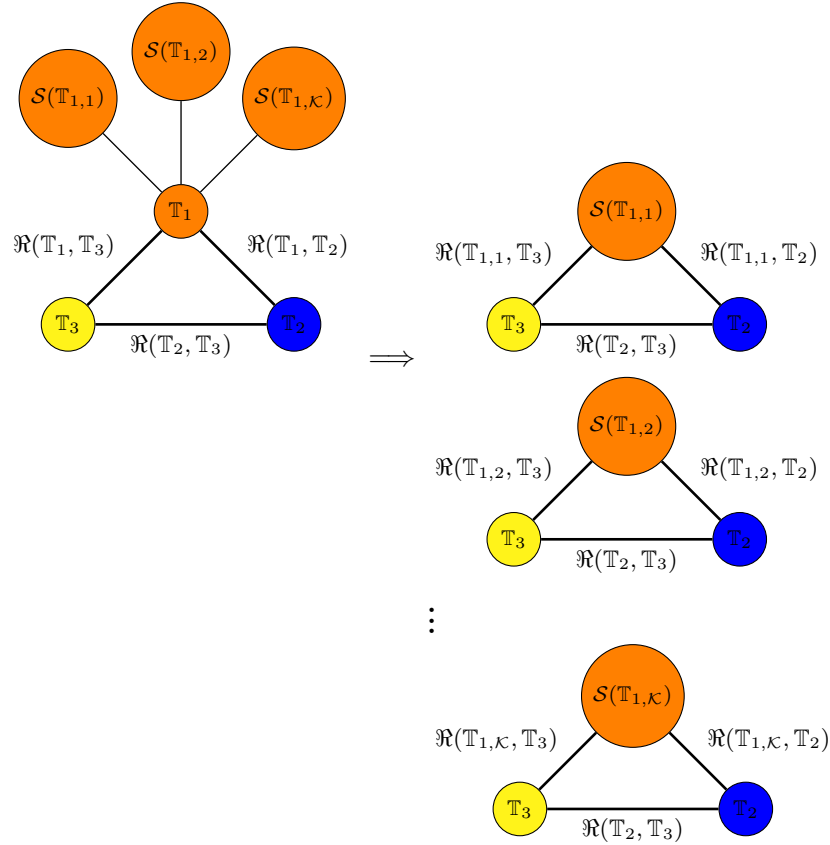 𝒮(𝕋₁,₂)
𝒮(𝕋₁,₁) 𝒮(𝕋₁,𝒦)
𝕋₁
ℜ(𝕋₁, 𝕋₃) ℜ(𝕋₁, 𝕋₂)
𝕋₃ 𝕋₂
ℜ(𝕋₂, 𝕋₃)
⟹
𝒮(𝕋₁,₁)
ℜ(𝕋₁,₁, 𝕋₃) ℜ(𝕋₁,₁, 𝕋₂)
𝕋₃ 𝕋₂
ℜ(𝕋₂, 𝕋₃)
𝒮(𝕋₁,₂)
ℜ(𝕋₁,₂, 𝕋₃) ℜ(𝕋₁,₂, 𝕋₂)
𝕋₃ 𝕋₂
ℜ(𝕋₂, 𝕋₃)
⋮
𝒮(𝕋₁,𝒦)
ℜ(𝕋₁,𝒦, 𝕋₃) ℜ(𝕋₁,𝒦, 𝕋₂)
𝕋₃ 𝕋₂
ℜ(𝕋₂, 𝕋₃)